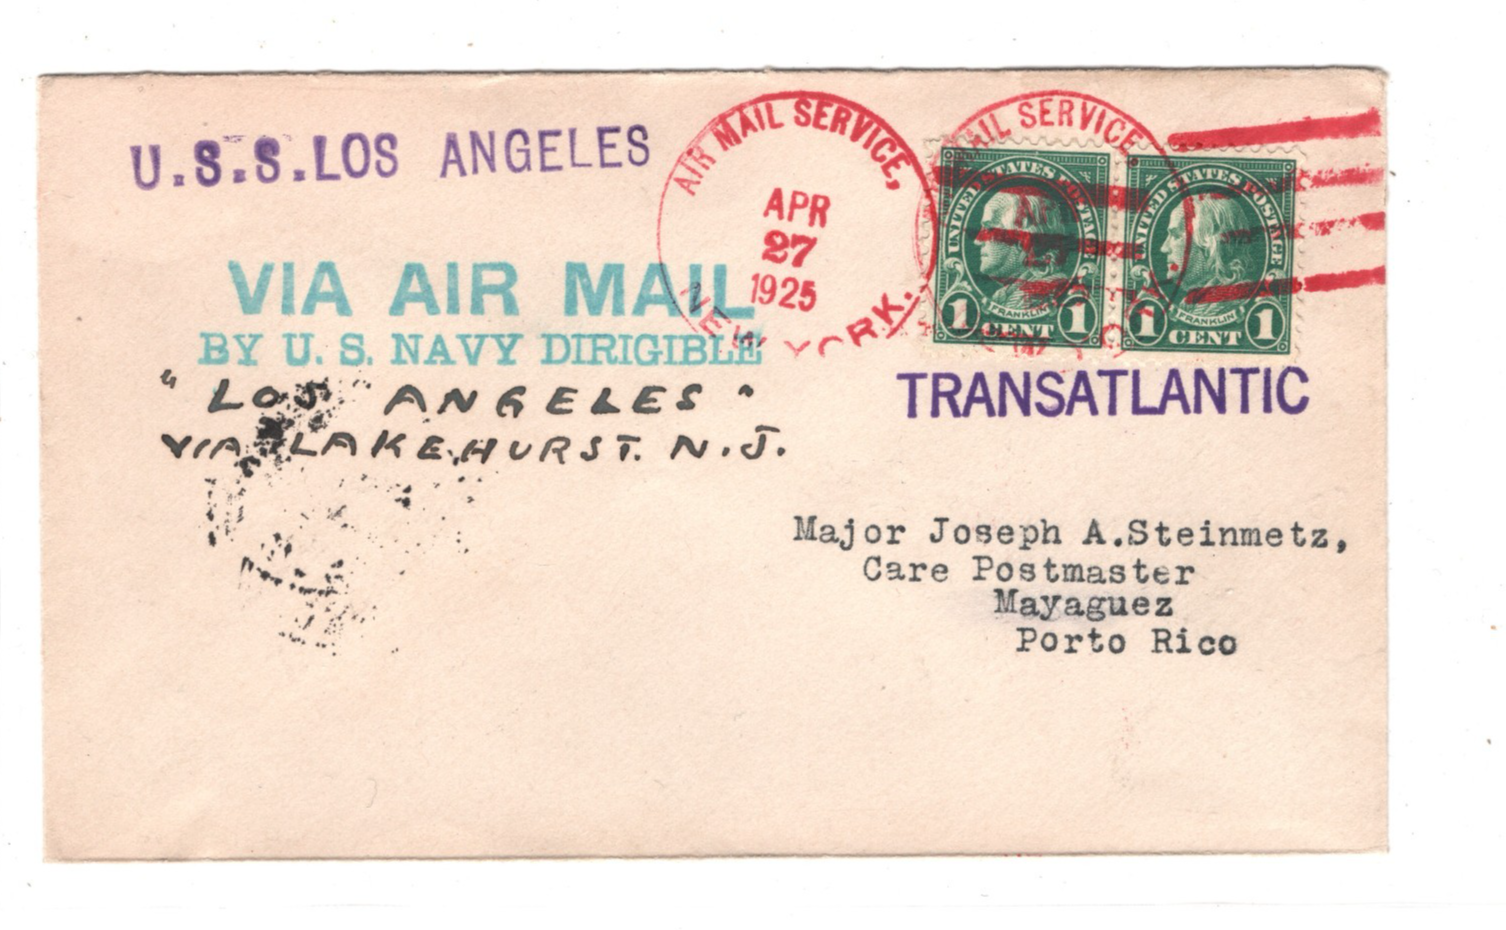 U.S.S.LOS ANGELES
AIR MAIL SERVICE,
NEW YORK.
APR
27
1925
MAIL SERVICE
UNITED STATES POSTAGE
FRANKLIN
1 CENT 1
UNITED STATES POSTAGE
FRANKLIN
1 CENT 1
VIA AIR MAIL
BY U. S. NAVY DIRIGIBLE
"LOS ANGELES"
VIA LAKEHURST. N.J.
TRANSATLANTIC
Major Joseph A.Steinmetz,
Care Postmaster
Mayaguez
Porto Rico